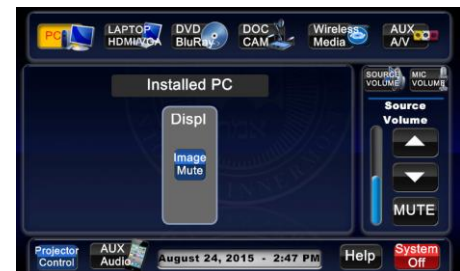 PC
LAPTOP
HDMI/VGA
DVD
BluRay
DOC
CAM
Wireless
Media
AUX
A/V
Installed PC
SOURCE
VOLUME
MIC
VOLUME
Displ
Image
Mute
Source
Volume
MUTE
Projector
Control
AUX
Audio
August 24, 2015 - 2:47 PM
Help
System
Off